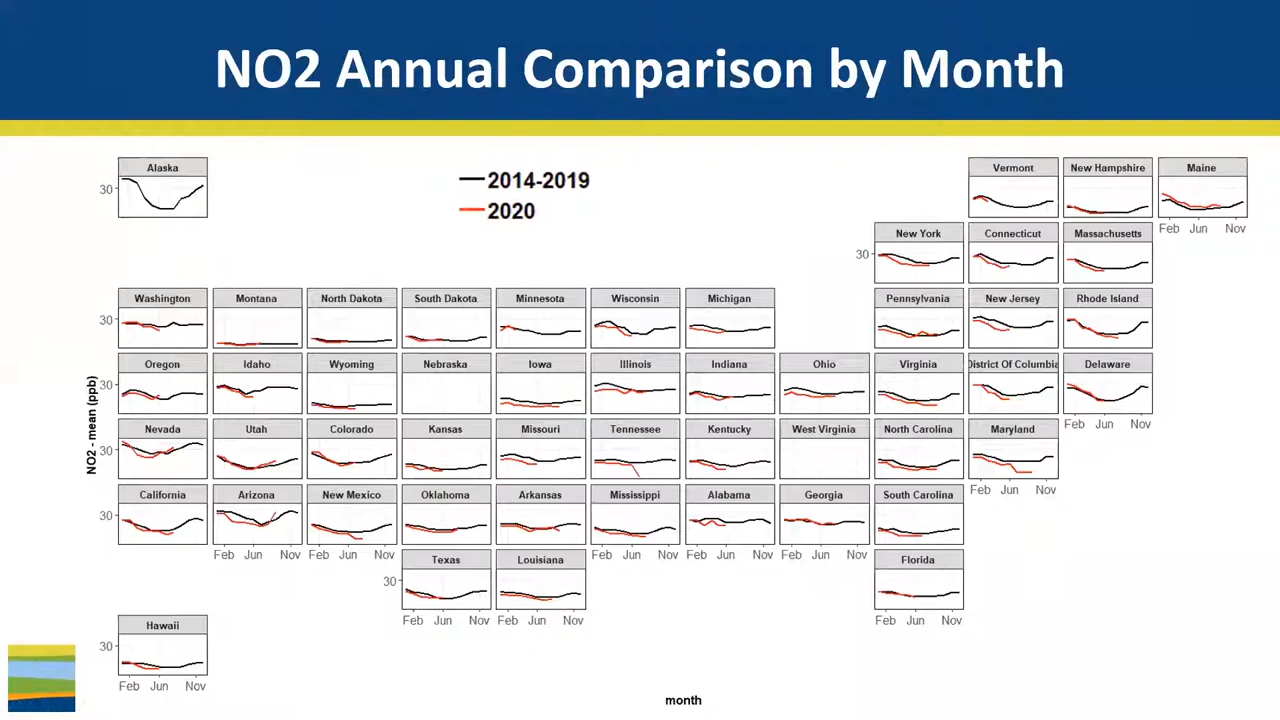 NO2 Annual Comparison by Month
Alaska
30
2014-2019
2020
Vermont New Hampshire Maine
Feb Jun Nov
New York Connecticut Massachusetts
30
Washington Montana North Dakota South Dakota Minnesota Wisconsin Michigan Pennsylvania New Jersey Rhode Island
30
Oregon Idaho Wyoming Nebraska Iowa Illinois Indiana Ohio Virginia District Of Columbia Delaware
30
Feb Jun Nov
Nevada Utah Colorado Kansas Missouri Tennessee Kentucky West Virginia North Carolina Maryland
30
Feb Jun Nov
California Arizona New Mexico Oklahoma Arkansas Mississippi Alabama Georgia South Carolina
30
Feb Jun Nov Feb Jun Nov Feb Jun Nov Feb Jun Nov Feb Jun Nov
Texas Louisiana Florida
30
Feb Jun Nov Feb Jun Nov Feb Jun Nov
Hawaii
30
Feb Jun Nov
NO2 - mean (ppb)
month